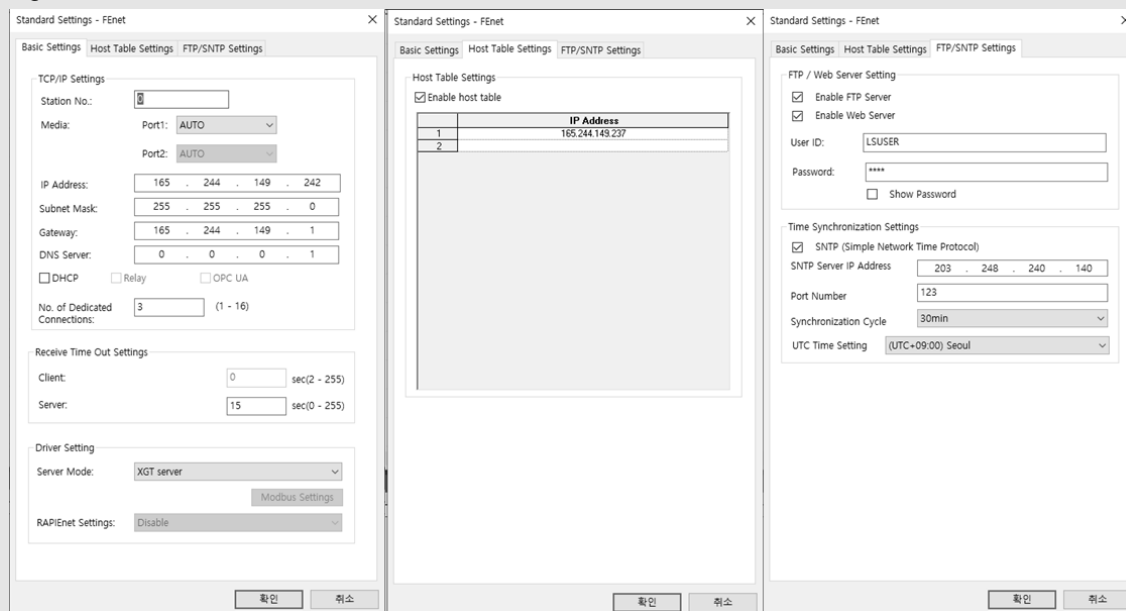 Standard Settings - FEnet
Basic Settings Host Table Settings FTP/SNTP Settings
TCP/IP Settings
Station No.: 0
Media: Port1: AUTO
Port2: AUTO
IP Address: 165 . 244 . 149 . 242
Subnet Mask: 255 . 255 . 255 . 0
Gateway: 165 . 244 . 149 . 1
DNS Server: 0 . 0 . 0 . 1
DHCP Relay OPC UA
No. of Dedicated
Connections: 3 (1 - 16)
Receive Time Out Settings
Client: 0 sec(2 - 255)
Server: 15 sec(0 - 255)
Driver Setting
Server Mode: XGT server
Modbus Settings
RAPIEnet Settings: Disable
확인 취소
Standard Settings - FEnet
Basic Settings Host Table Settings FTP/SNTP Settings
Host Table Settings
Enable host table
IP Address
1 165.244.149.237
2
확인 취소
Standard Settings - FEnet
Basic Settings Host Table Settings FTP/SNTP Settings
FTP / Web Server Setting
Enable FTP Server
Enable Web Server
User ID: LSUSER
Password: ****
Show Password
Time Synchronization Settings
SNTP (Simple Network Time Protocol)
SNTP Server IP Address 203 . 248 . 240 . 140
Port Number 123
Synchronization Cycle 30min
UTC Time Setting (UTC+09:00) Seoul
확인 취소